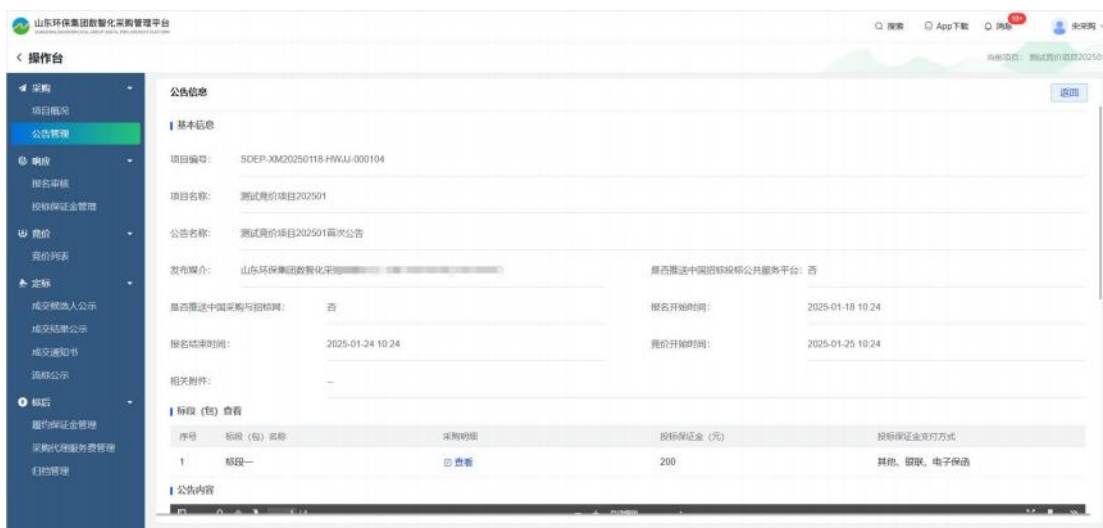 山东环保集团数智化采购管理平台
搜索 App下载 消息 99+
< 操作台
采购
项目概况
公告管理
响应
报名审核
投标保证金管理
竞价
竞价列表
定标
成交候选人公示
成交结果公示
成交通知书
流标公示
标后
履约保证金管理
采购代理服务费管理
归档管理
公告信息 返回
基本信息
项目编号: SDEP-XM20250118-HWJJ-000104
项目名称: 测试竞价项目202501
公告名称: 测试竞价项目202501首次公告
发布媒介: 山东环保集团数智化采 是否推送中国招标投标公共服务平台: 否
是否推送中国采购与招标网: 否 报名开始时间: 2025-01-18 10:24
报名结束时间: 2025-01-24 10:24 竞价开始时间: 2025-01-25 10:24
相关附件: --
标段 (包) 查看
序号 标段 (包) 名称 采购明细 投标保证金 (元) 投标保证金支付方式
1 标段一 查看 200 其他、银联、电子保函
公告内容